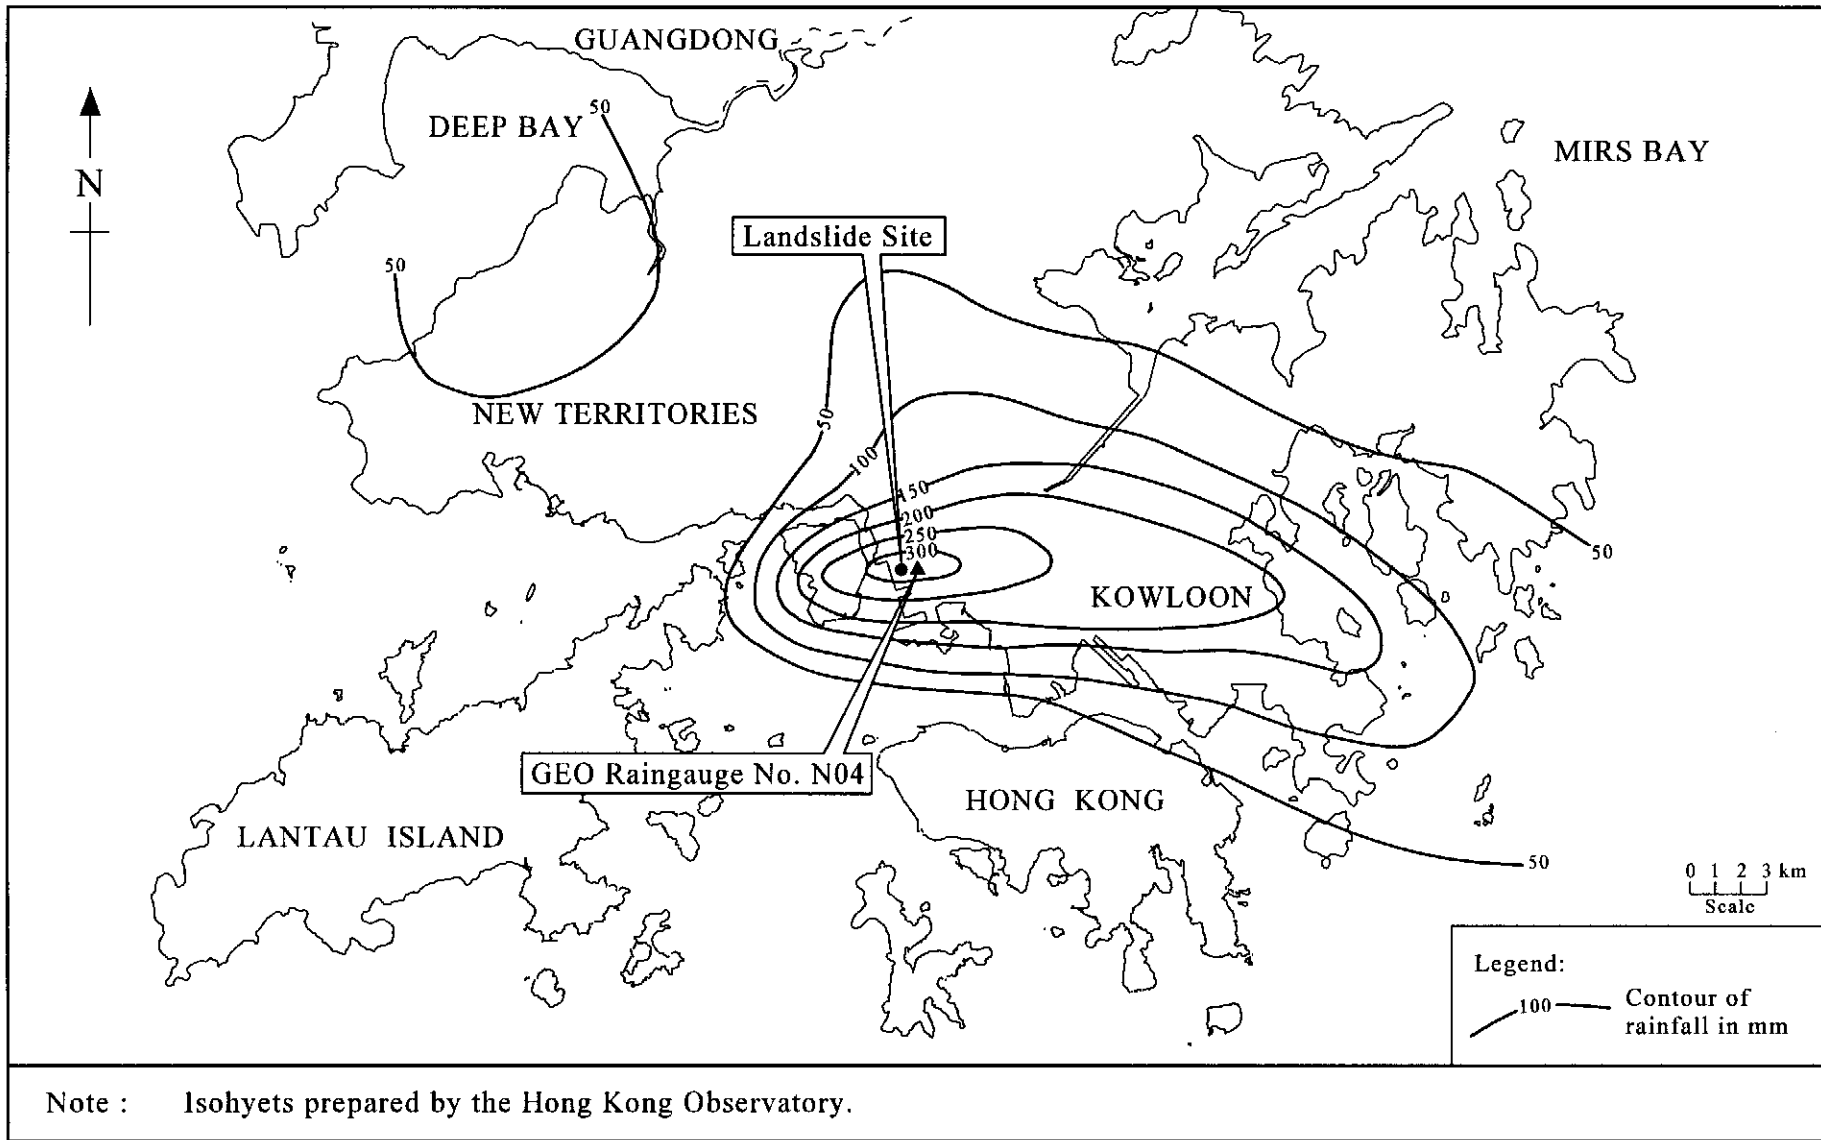 GUANGDONG
50
DEEP BAY
MIRS BAY
N
Landslide Site
50
NEW TERRITORIES
50
100
150
200
250
300
50
KOWLOON
GEO Raingauge No. N04
HONG KONG
LANTAU ISLAND
50
0 1 2 3 km
Scale
Legend:
100
Contour of
rainfall in mm
Note : Isohyets prepared by the Hong Kong Observatory.